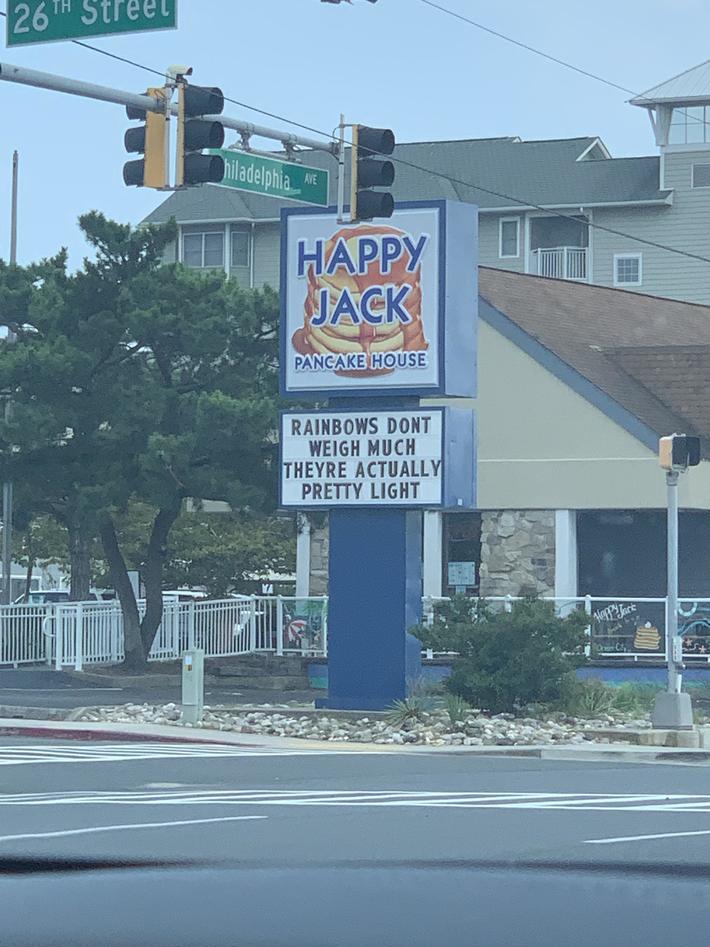 26TH Street
Philadelphia AVE
HAPPY
JACK
PANCAKE HOUSE
RAINBOWS DONT
WEIGH MUCH
THEYRE ACTUALLY
PRETTY LIGHT
Happy Jack